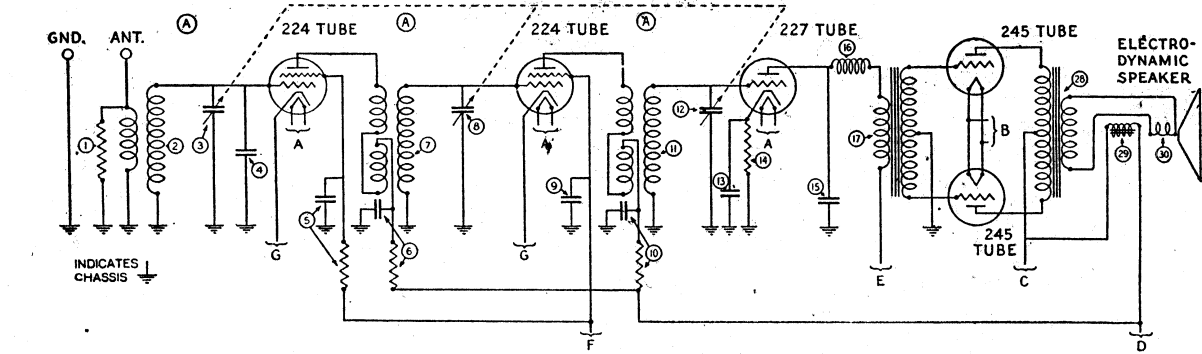 A A A
224 TUBE 224 TUBE 227 TUBE 245 TUBE
GND. ANT.
ELECTRO-
DYNAMIC
SPEAKER
16 28
1 2 3 4 7 8 11 12 17 B 29 30
A A A
14
5 9 13 15
6 10
G G
245
TUBE
INDICATES
CHASSIS
E C
F D